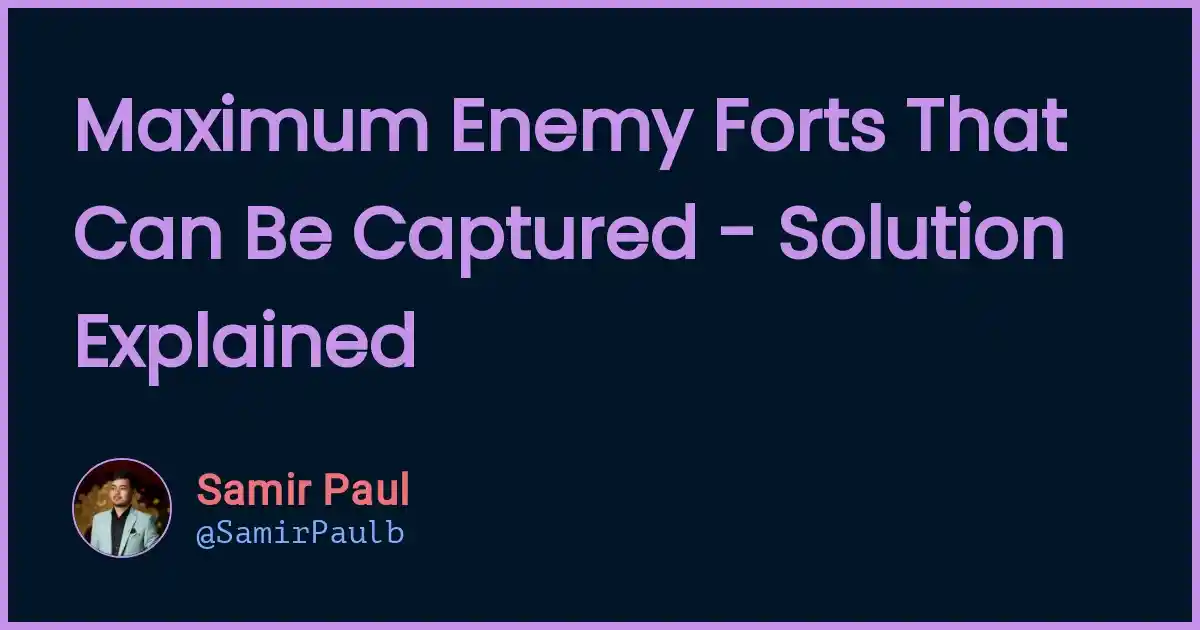 Maximum Enemy Forts That
Can Be Captured - Solution
Explained
Samir Paul
@SamirPaulb